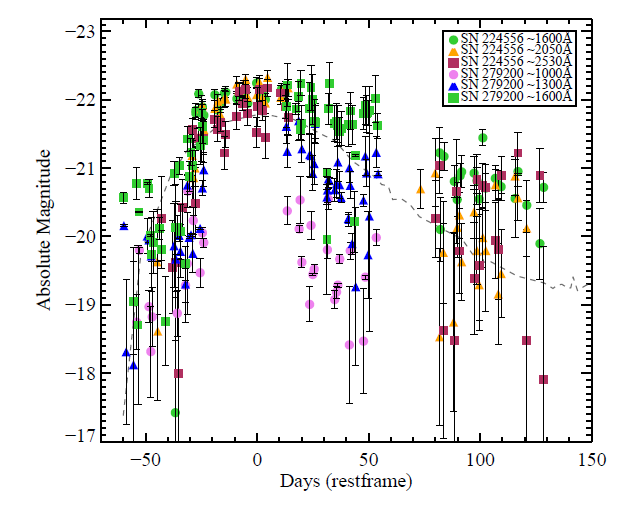 −23
SN 224556 ~1600Å
SN 224556 ~2050Å
SN 224556 ~2530Å
SN 279200 ~1000Å
SN 279200 ~1300Å
SN 279200 ~1600Å
−22
−21
−20
−19
−18
−17
Absolute Magnitude
−50
0
50
100
150
Days (restframe)